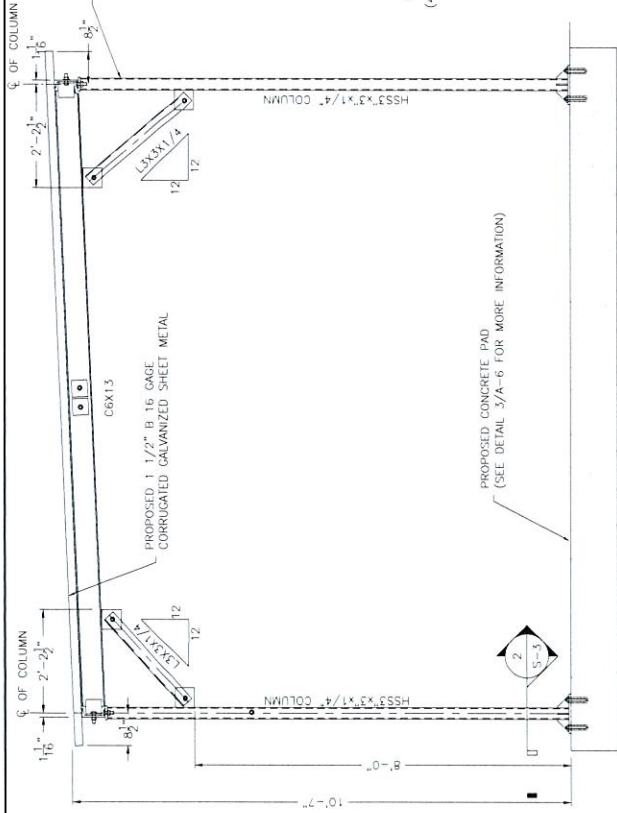 ℄ OF COLUMN
1 1/16"
2'-2 1/2"
8 1/2"
℄ OF COLUMN
2'-2 1/2"
1 1/16"
8 1/2"
PROPOSED 1 1/2" B 16 GAGE
CORRUGATED GALVANIZED SHEET METAL
C6X13
L3X3X1/4
12
12
L3X3X1/4
12
12
HSS3"x3"x1/4" COLUMN
HSS3"x3"x1/4" COLUMN
10'-7"
8'-0"
2
S-3
PROPOSED CONCRETE PAD
(SEE DETAIL 3/A-6 FOR MORE INFORMATION)